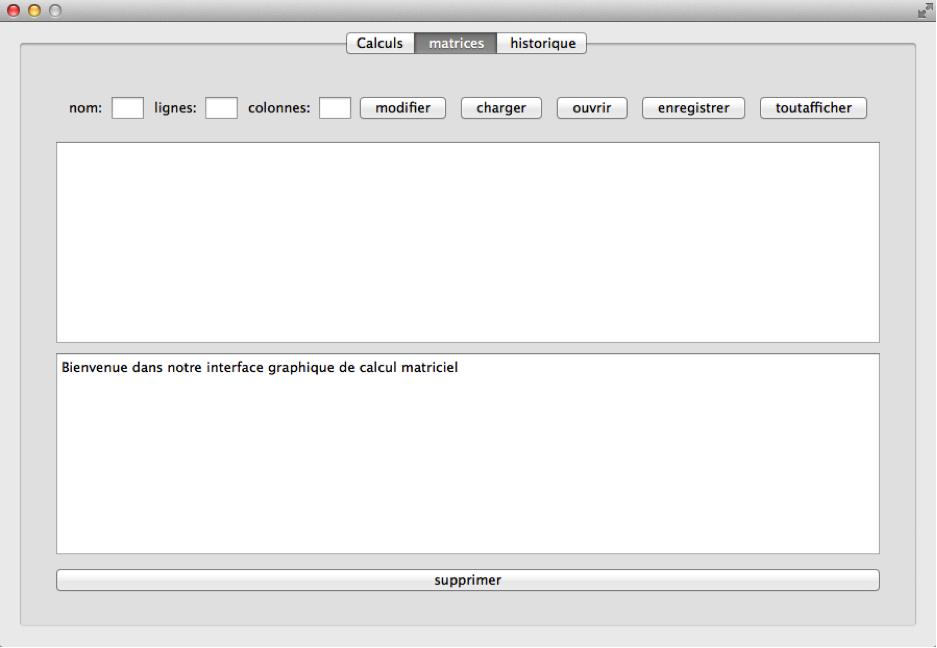 Calculs matrices historique
nom: lignes: colonnes: modifier charger ouvrir enregistrer toutafficher
Bienvenue dans notre interface graphique de calcul matriciel
supprimer